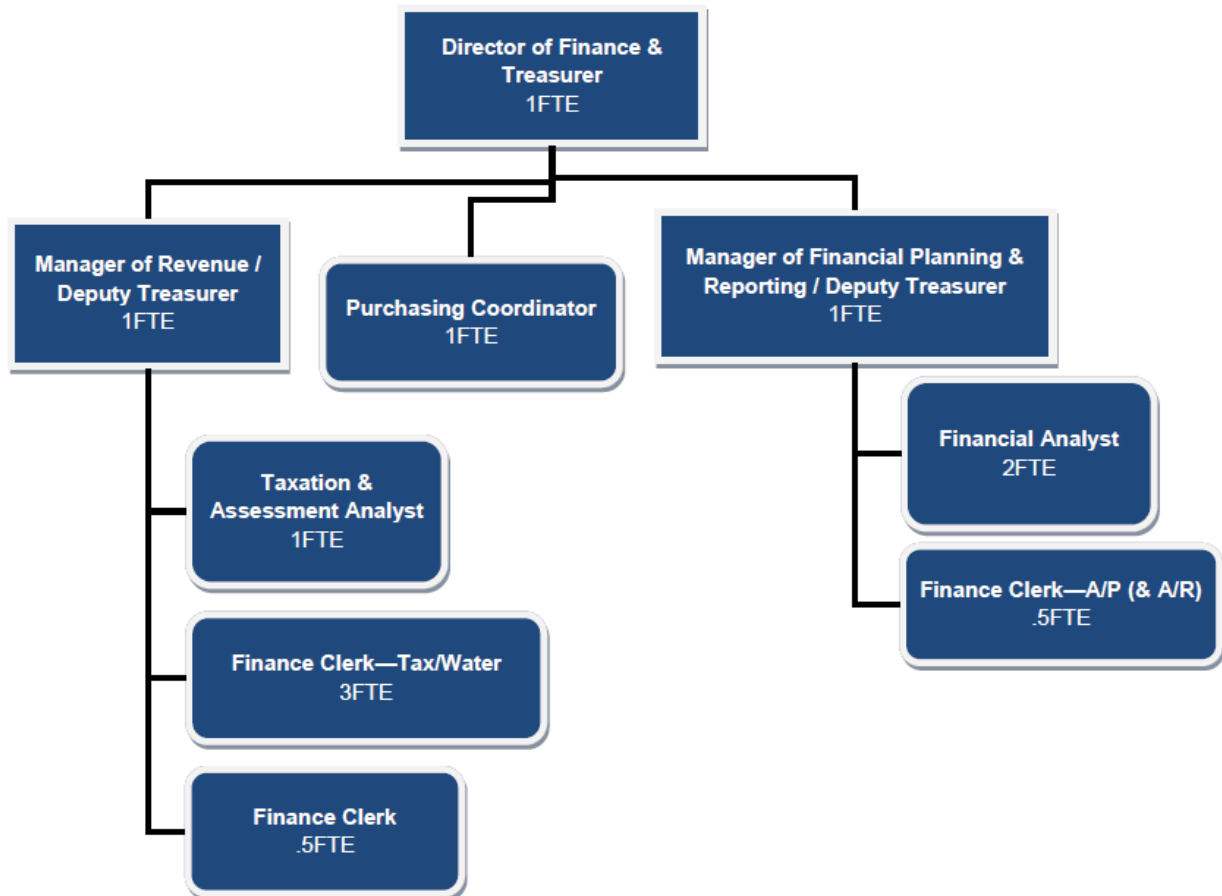 Director of Finance &
Treasurer
1FTE
Manager of Revenue /
Deputy Treasurer
1FTE
Purchasing Coordinator
1FTE
Manager of Financial Planning &
Reporting / Deputy Treasurer
1FTE
Taxation &
Assessment Analyst
1FTE
Finance Clerk—Tax/Water
3FTE
Finance Clerk
.5FTE
Financial Analyst
2FTE
Finance Clerk—A/P (& A/R)
.5FTE